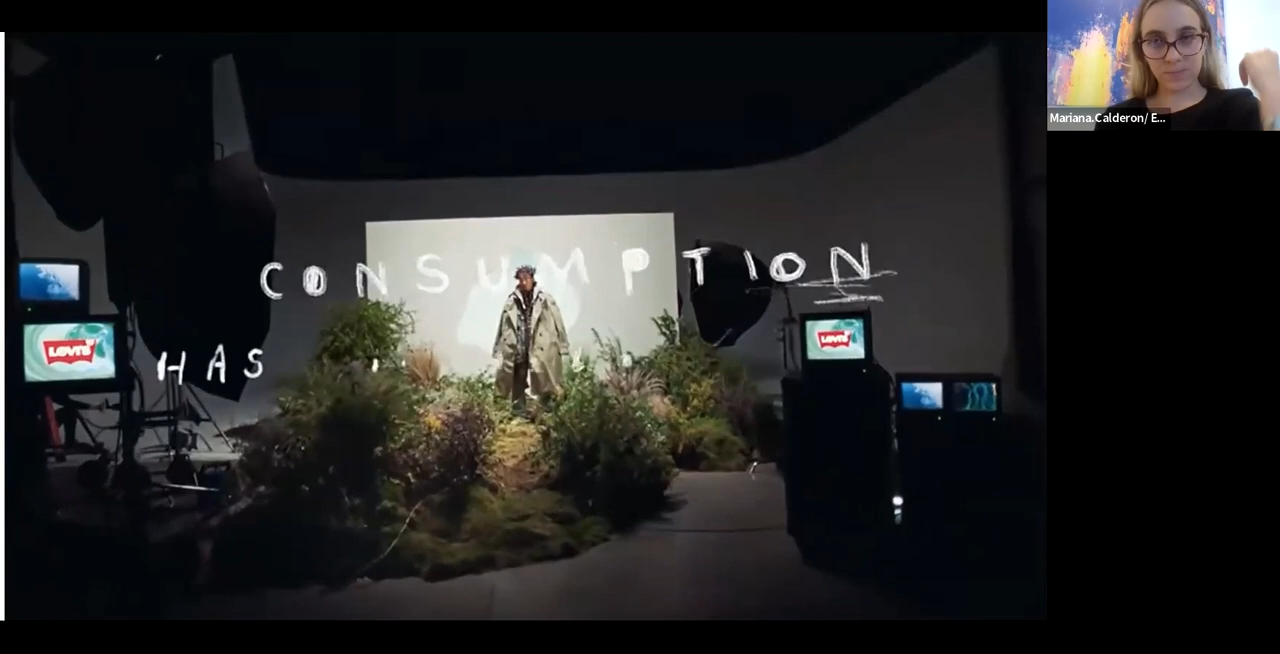 Mariana.Calderon/ E...
CONSUMPTION
Levi's
Levi's
HAS